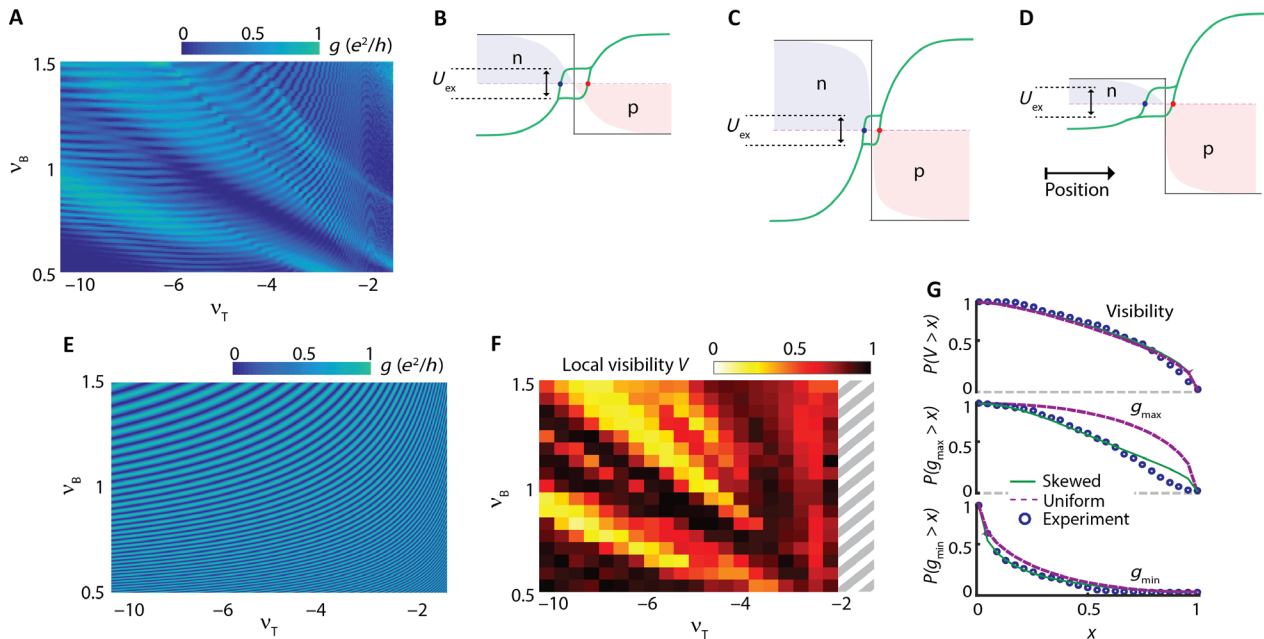 A
0 0.5 1 g (e²/h)
1.5
1
0.5
ν_B
−10 −8 −6 −4 −2
ν_T
B
n
U_ex
p
C
n
U_ex
p
D
n
U_ex
p
Position
E
0 0.5 1
g (e²/h)
1.5
1
0.5
ν_B
−10 −8 −6 −4 −2
ν_T
F
Local visibility V
0 0.5 1
1.5
1
0.5
ν_B
−10 −8 −6 −4 −2
ν_T
G
Visibility
P(V > x)
1
0.5
0
g_max
P(g_max > x)
1
0.5
0
Skewed
Uniform
Experiment
g_min
P(g_min > x)
1
0.5
0
0 0.5 1
x